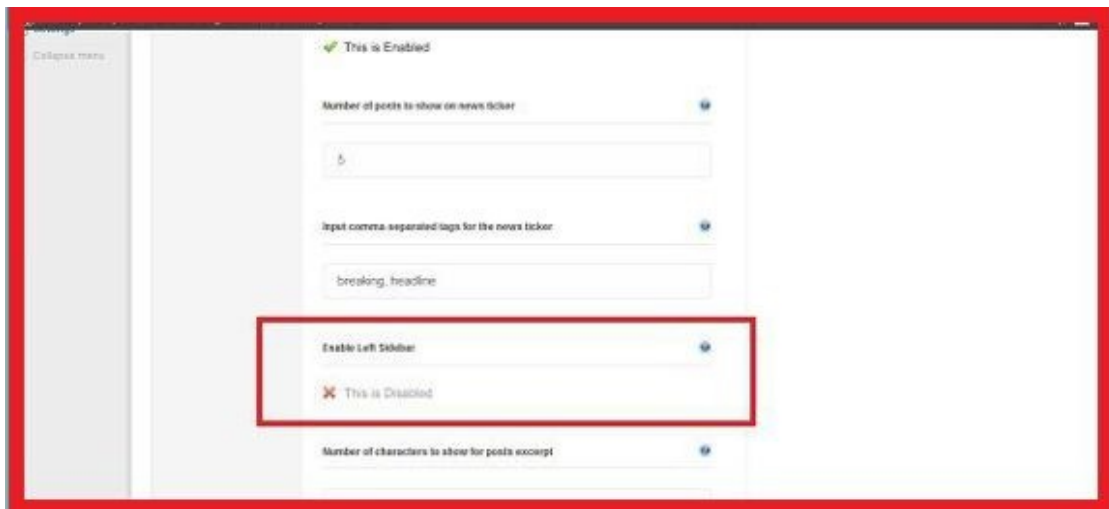 Settings
Collapse menu
This is Enabled
Number of posts to show on news ticker
5
Input comma separated tags for the news ticker
breaking, headline
Enable Left Sidebar
This is Disabled
Number of characters to show for posts excerpt